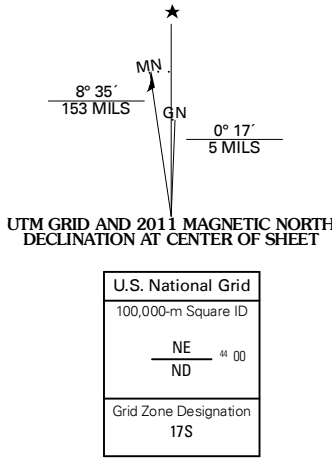 ★
MN
8° 35´
153 MILS
GN
0° 17´
5 MILS
UTM GRID AND 2011 MAGNETIC NORTH
DECLINATION AT CENTER OF SHEET
U.S. National Grid
100,000-m Square ID
NE
44 00
ND
Grid Zone Designation
17S